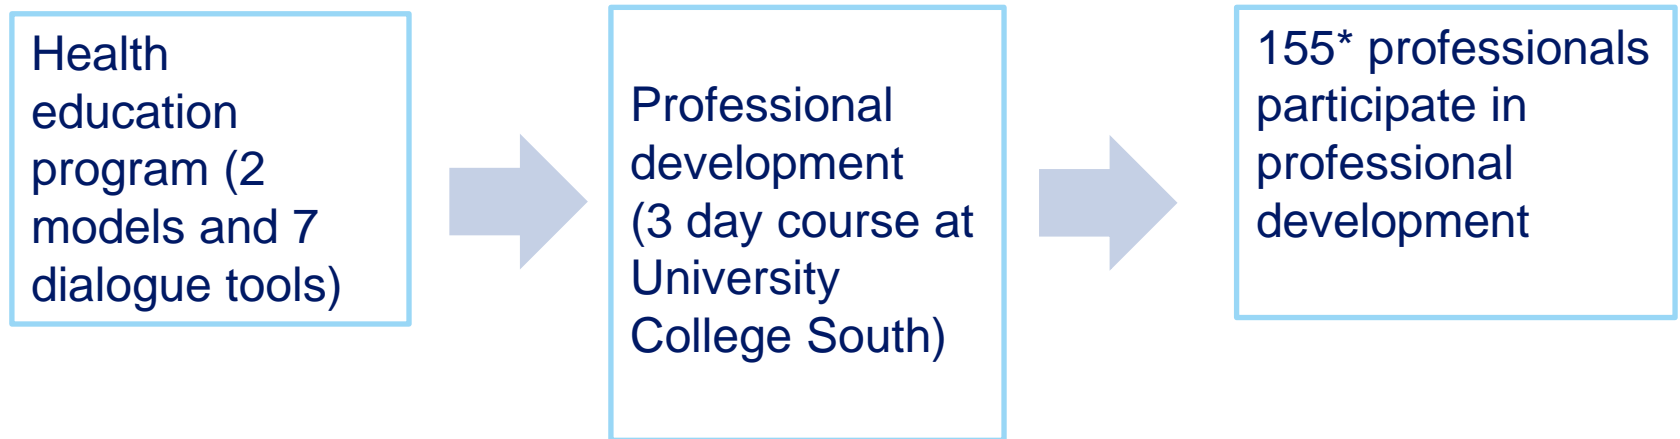 Health
education
program (2
models and 7
dialogue tools)
Professional
development
(3 day course at
University
College South)
155* professionals
participate in
professional
development